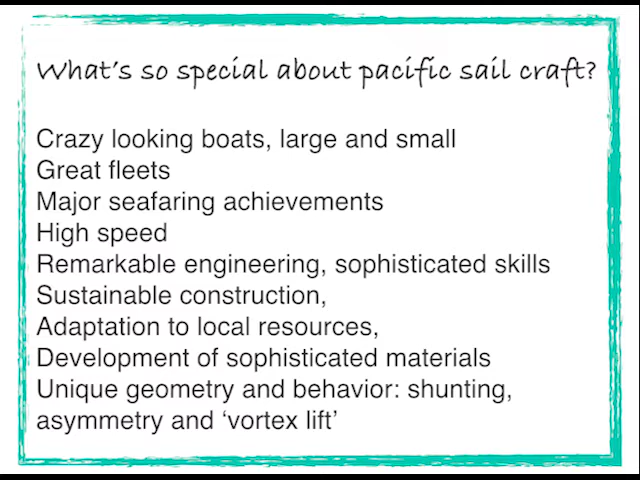 What's so special about pacific sail craft?
Crazy looking boats, large and small
Great fleets
Major seafaring achievements
High speed
Remarkable engineering, sophisticated skills
Sustainable construction,
Adaptation to local resources,
Development of sophisticated materials
Unique geometry and behavior: shunting,
asymmetry and ‘vortex lift’